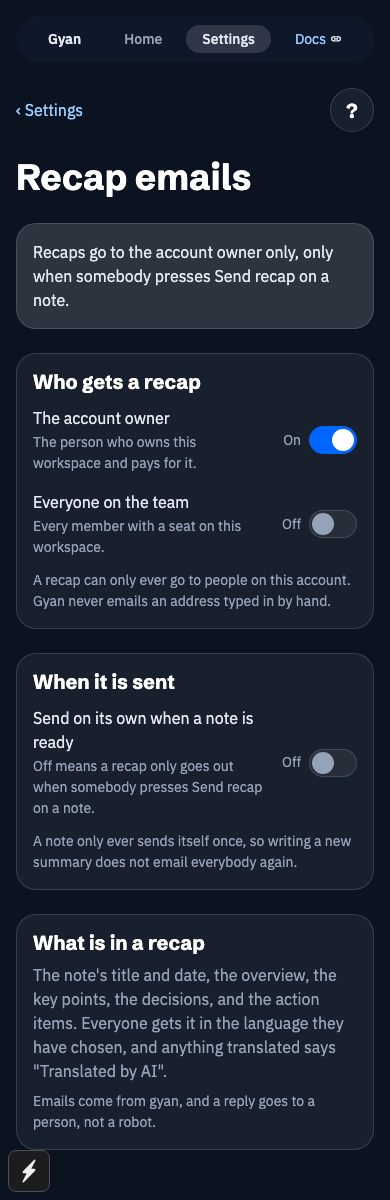 Gyan Home Settings Docs
‹ Settings
?
Recap emails
Recaps go to the account owner only, only
when somebody presses Send recap on a
note.
Who gets a recap
The account owner
The person who owns this
workspace and pays for it.
On
Everyone on the team
Every member with a seat on this
workspace.
Off
A recap can only ever go to people on this account.
Gyan never emails an address typed in by hand.
When it is sent
Send on its own when a note is
ready
Off means a recap only goes out
when somebody presses Send recap
on a note.
Off
A note only ever sends itself once, so writing a new
summary does not email everybody again.
What is in a recap
The note's title and date, the overview, the
key points, the decisions, and the action
items. Everyone gets it in the language they
have chosen, and anything translated says
"Translated by AI".
Emails come from gyan, and a reply goes to a
person, not a robot.